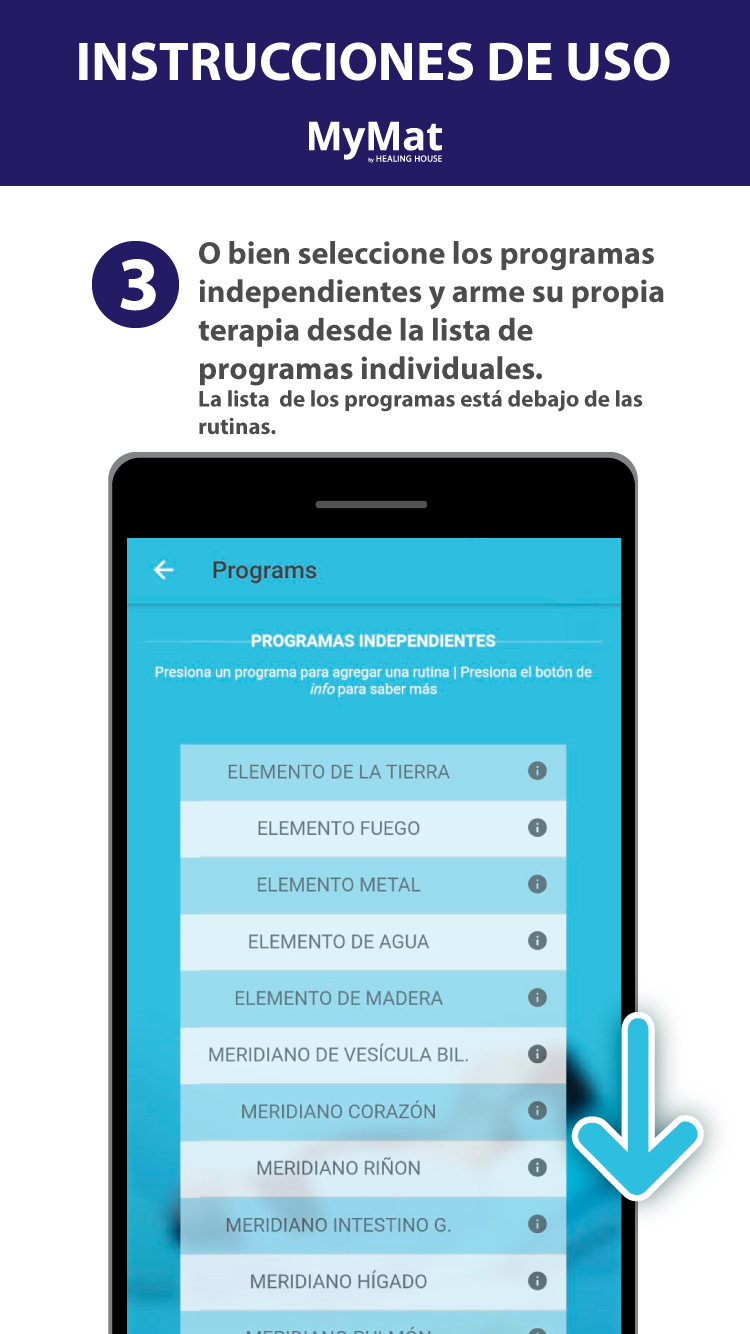 INSTRUCCIONES DE USO
MyMat
by HEALING HOUSE
3
O bien seleccione los programas
independientes y arme su propia
terapia desde la lista de
programas individuales.
La lista de los programas está debajo de las
rutinas.
Programs
PROGRAMAS INDEPENDIENTES
Presiona un programa para agregar una rutina | Presiona el botón de
info para saber más
ELEMENTO DE LA TIERRA
ELEMENTO FUEGO
ELEMENTO METAL
ELEMENTO DE AGUA
ELEMENTO DE MADERA
MERIDIANO DE VESÍCULA BIL.
MERIDIANO CORAZÓN
MERIDIANO RIÑON
MERIDIANO INTESTINO G.
MERIDIANO HÍGADO
MERIDIANO PULMÓN